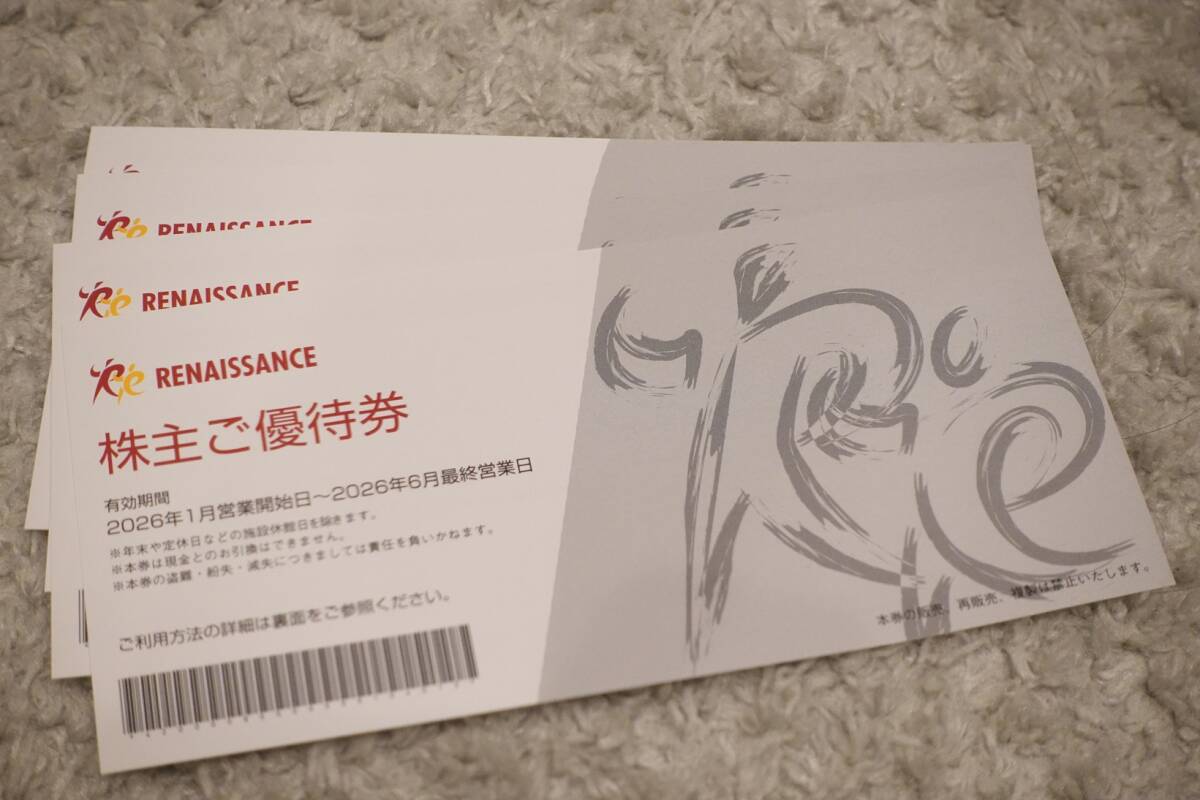 RENAISSANCE
RENAISSANCE
RENAISSANCE
株主ご優待券
有効期間
2026年1月営業開始日～2026年6月最終営業日
※年末や定休日などの施設休館日を除きます。
※本券は現金とのお引換はできません。
※本券の盗難・紛失・滅失につきましては責任を負いかねます。
ご利用方法の詳細は裏面をご参照ください。
本券の販売、再販売、複製は禁止いたします。